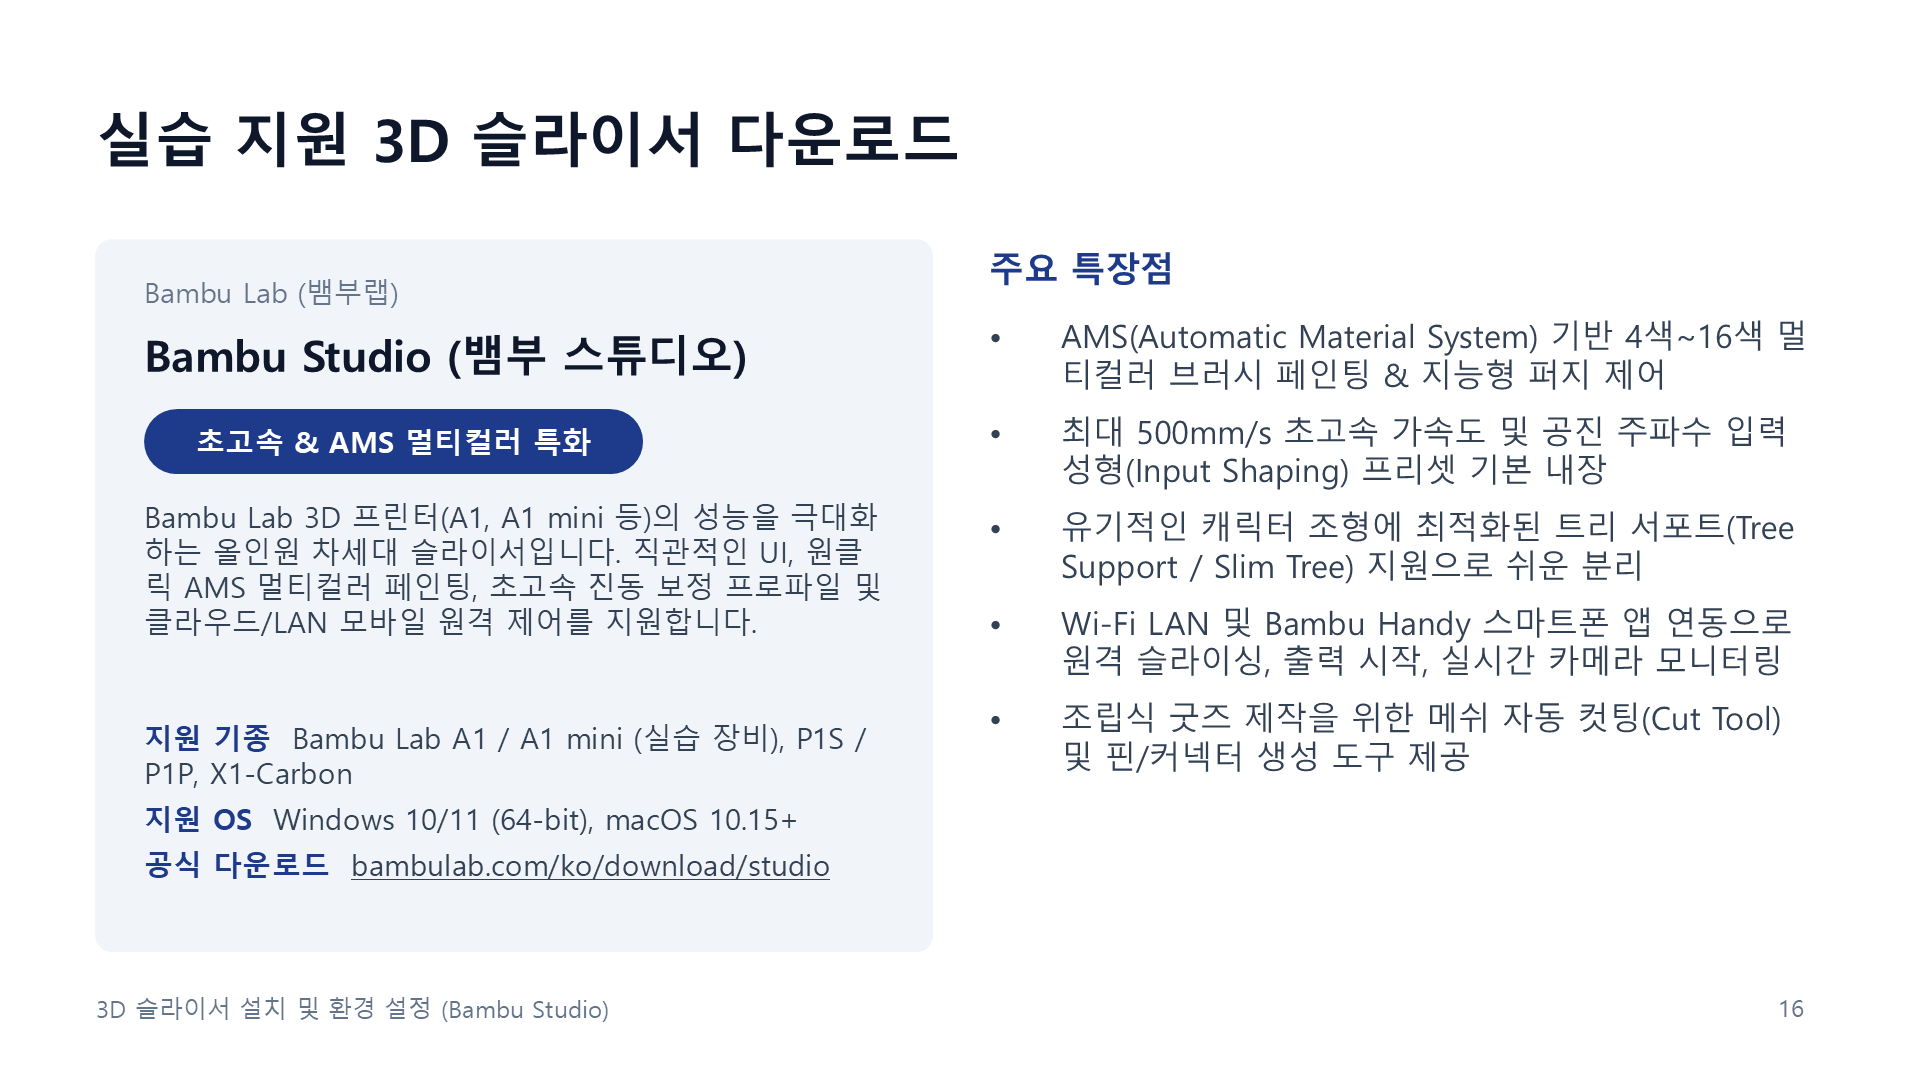 실습 지원 3D 슬라이서 다운로드
Bambu Lab (뱀부랩)
Bambu Studio (뱀부 스튜디오)
초고속 & AMS 멀티컬러 특화
Bambu Lab 3D 프린터(A1, A1 mini 등)의 성능을 극대화
하는 올인원 차세대 슬라이서입니다. 직관적인 UI, 원클
릭 AMS 멀티컬러 페인팅, 초고속 진동 보정 프로파일 및
클라우드/LAN 모바일 원격 제어를 지원합니다.
지원 기종 Bambu Lab A1 / A1 mini (실습 장비), P1S /
P1P, X1-Carbon
지원 OS Windows 10/11 (64-bit), macOS 10.15+
공식 다운로드 bambulab.com/ko/download/studio
주요 특장점
• AMS(Automatic Material System) 기반 4색~16색 멀
티컬러 브러시 페인팅 & 지능형 퍼지 제어
• 최대 500mm/s 초고속 가속도 및 공진 주파수 입력
성형(Input Shaping) 프리셋 기본 내장
• 유기적인 캐릭터 조형에 최적화된 트리 서포트(Tree
Support / Slim Tree) 지원으로 쉬운 분리
• Wi-Fi LAN 및 Bambu Handy 스마트폰 앱 연동으로
원격 슬라이싱, 출력 시작, 실시간 카메라 모니터링
• 조립식 굿즈 제작을 위한 메쉬 자동 컷팅(Cut Tool)
및 핀/커넥터 생성 도구 제공
3D 슬라이서 설치 및 환경 설정 (Bambu Studio)
16